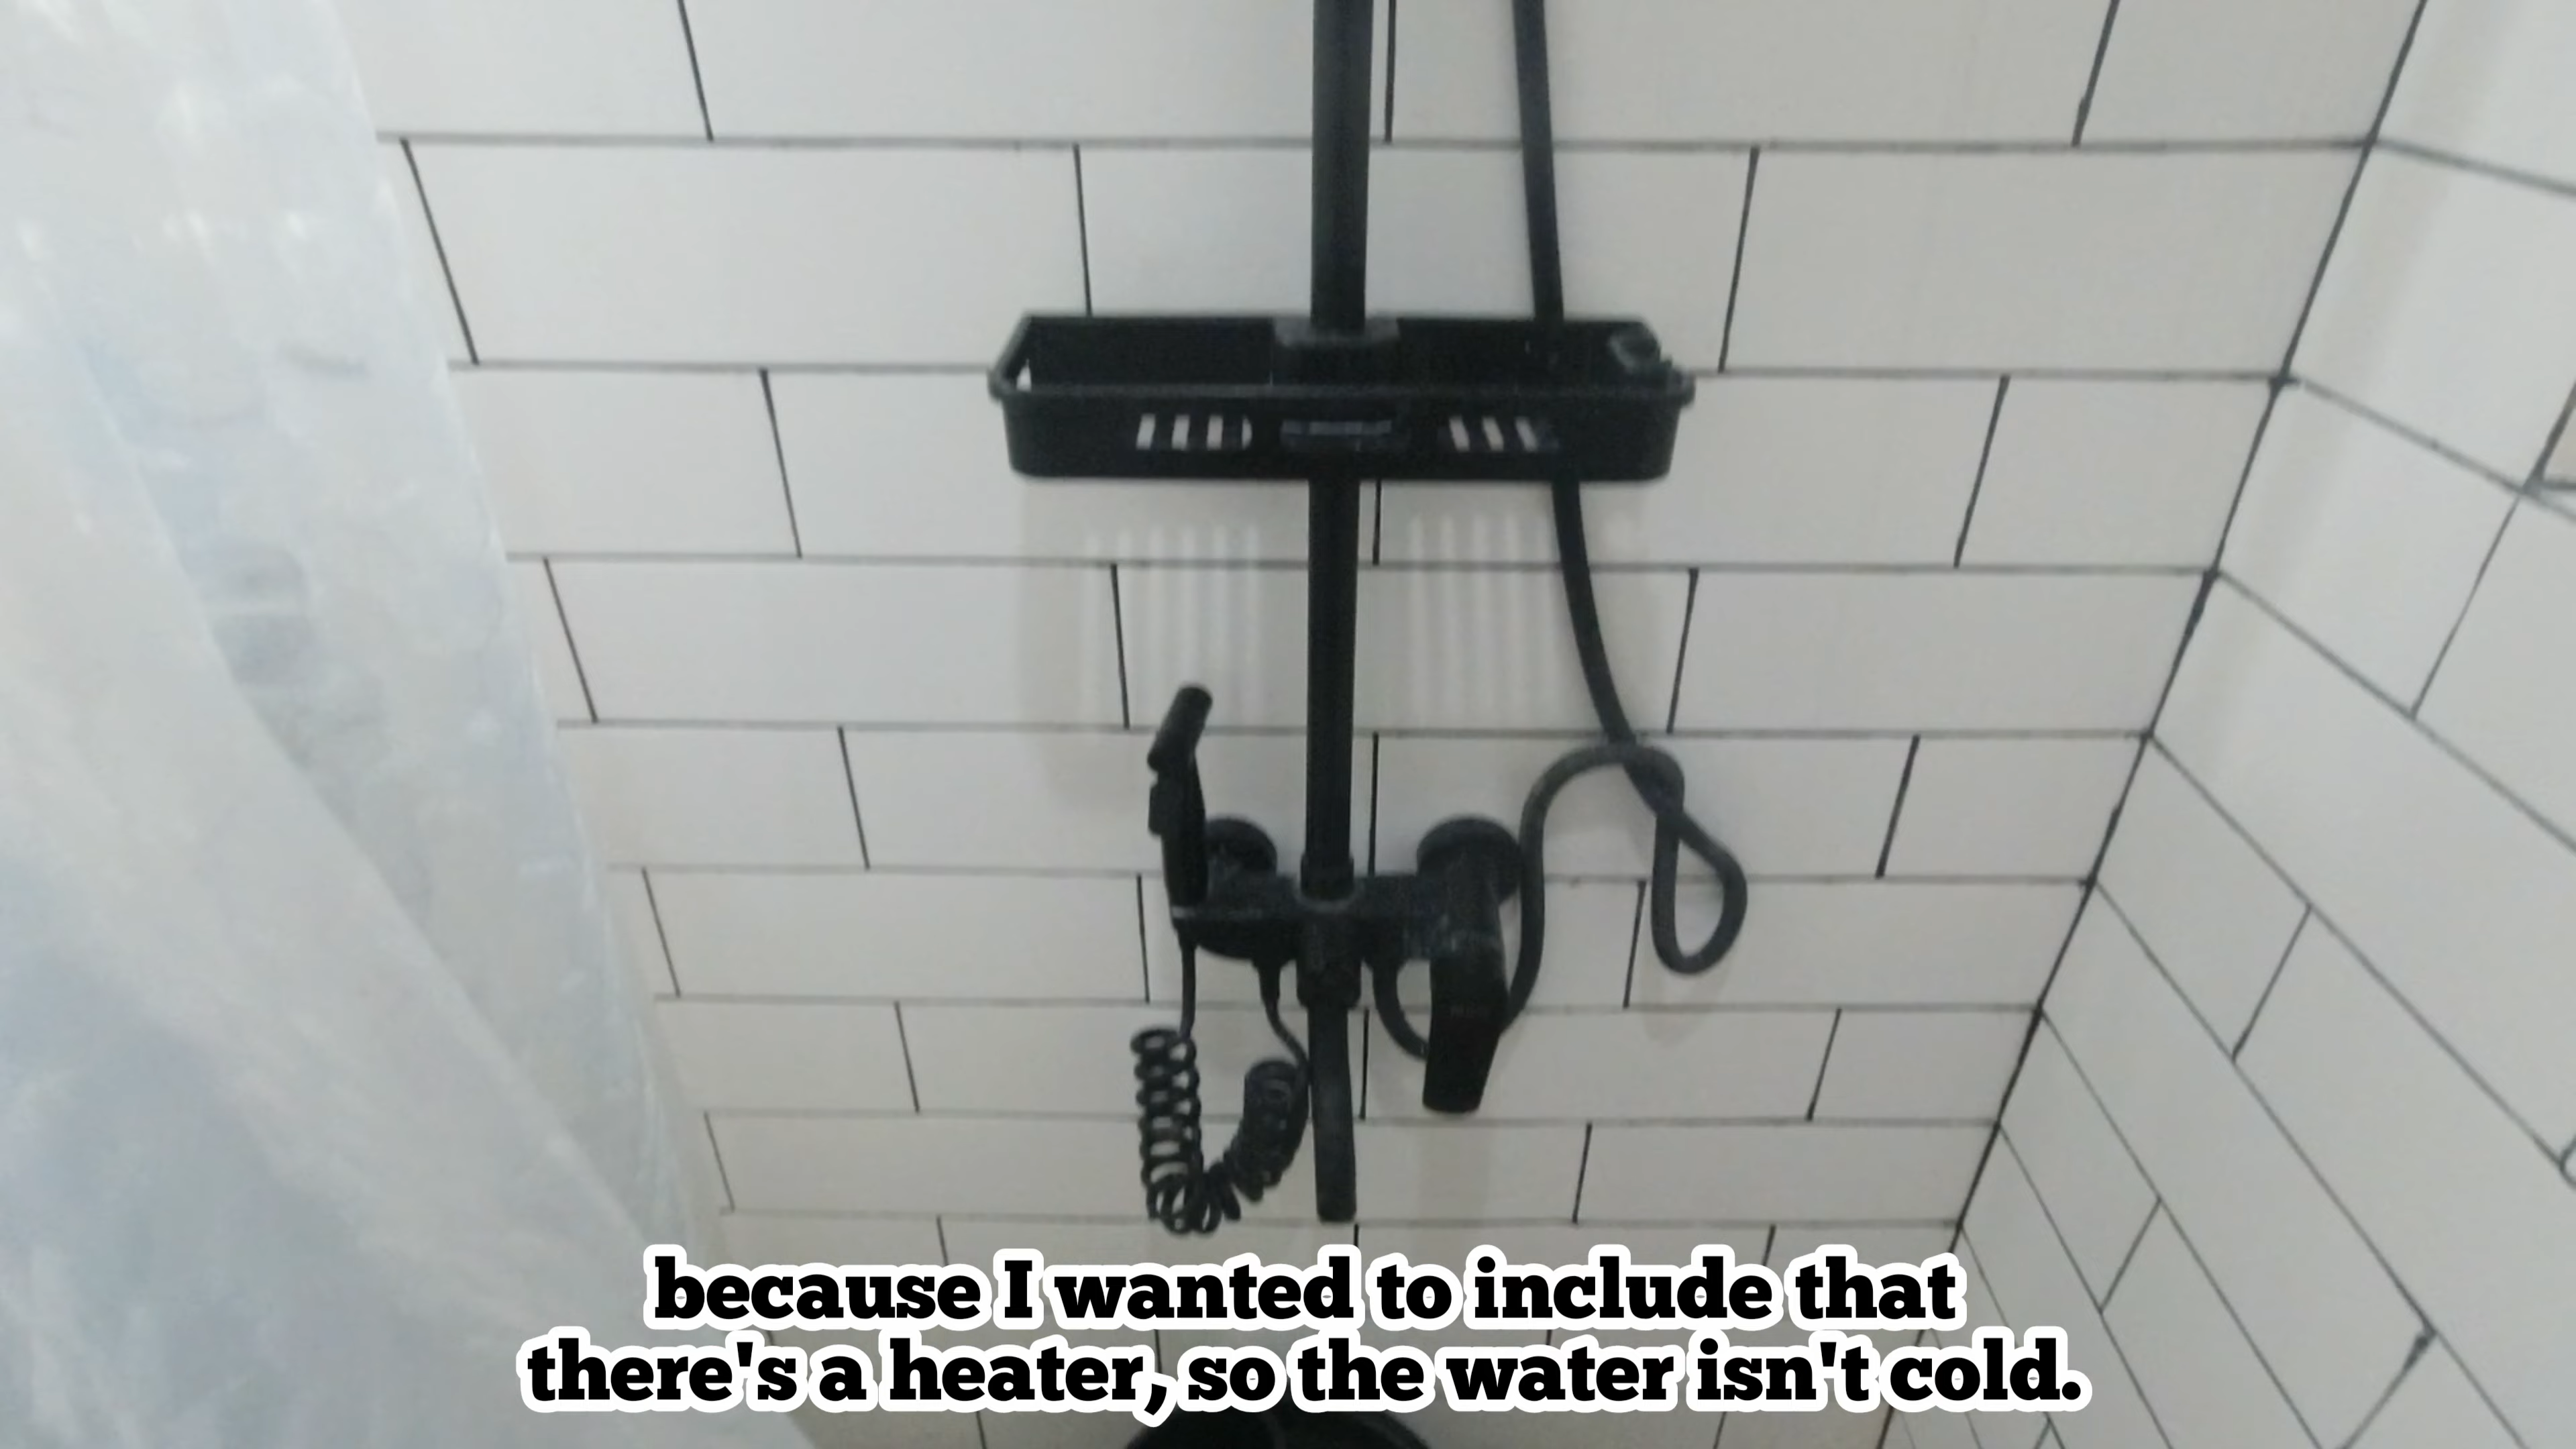 because I wanted to include that
there's a heater, so the water isn't cold.